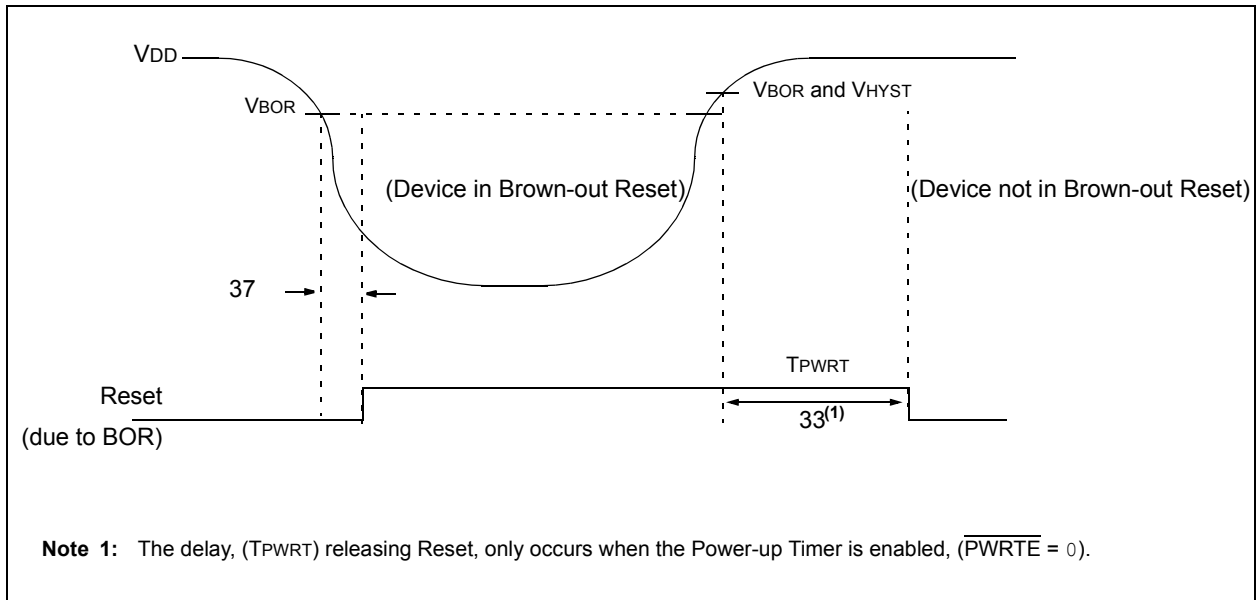 VDD
VBOR
VBOR and VHYST
(Device in Brown-out Reset)
(Device not in Brown-out Reset)
37
TPWRT
Reset
33(1)
(due to BOR)
Note 1: The delay, (TPWRT) releasing Reset, only occurs when the Power-up Timer is enabled, (P̅W̅R̅T̅E̅ = 0).